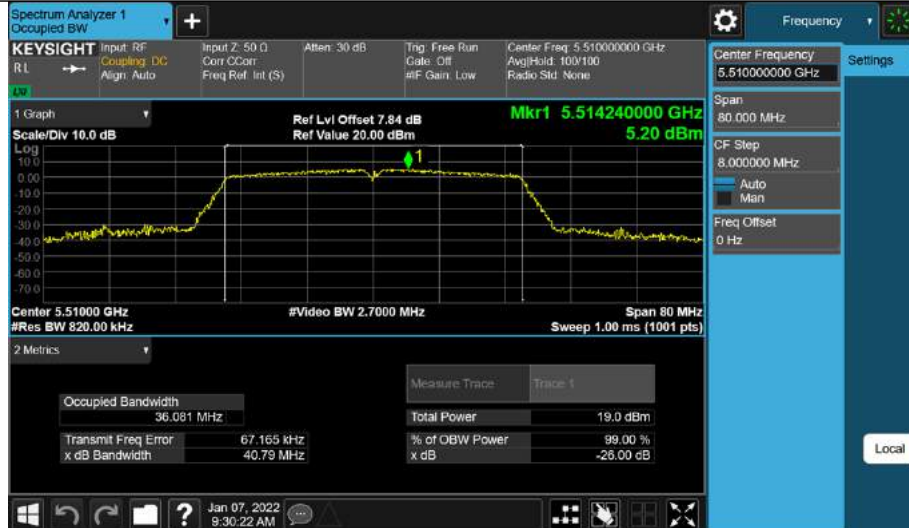 Spectrum Analyzer 1
Occupied BW
Frequency
KEYSIGHT
RL
Input: RF
Coupling: DC
Align: Auto
Input Z: 50 Ω
Corr CCorr
Freq Ref: Int (S)
Atten: 30 dB
Trig: Free Run
Gate: Off
#IF Gain: Low
Center Freq: 5.510000000 GHz
Avg|Hold: 100/100
Radio Std: None
Center Frequency
5.510000000 GHz
Settings
Span
80.000 MHz
CF Step
8.000000 MHz
Auto
Man
Freq Offset
0 Hz
Local
1 Graph
Scale/Div 10.0 dB
Ref Lvl Offset 7.84 dB
Ref Value 20.00 dBm
Mkr1 5.514240000 GHz
5.20 dBm
Log
10.0
0.00
-10.0
-20.0
-30.0
-40.0
-50.0
-60.0
-70.0
1
Center 5.51000 GHz
#Res BW 820.00 kHz
#Video BW 2.7000 MHz
Span 80 MHz
Sweep 1.00 ms (1001 pts)
2 Metrics
Measure Trace
Trace 1
Occupied Bandwidth
36.081 MHz
Total Power 19.0 dBm
Transmit Freq Error 67.165 kHz
% of OBW Power 99.00 %
x dB Bandwidth 40.79 MHz
x dB -26.00 dB
?
Jan 07, 2022
9:30:22 AM